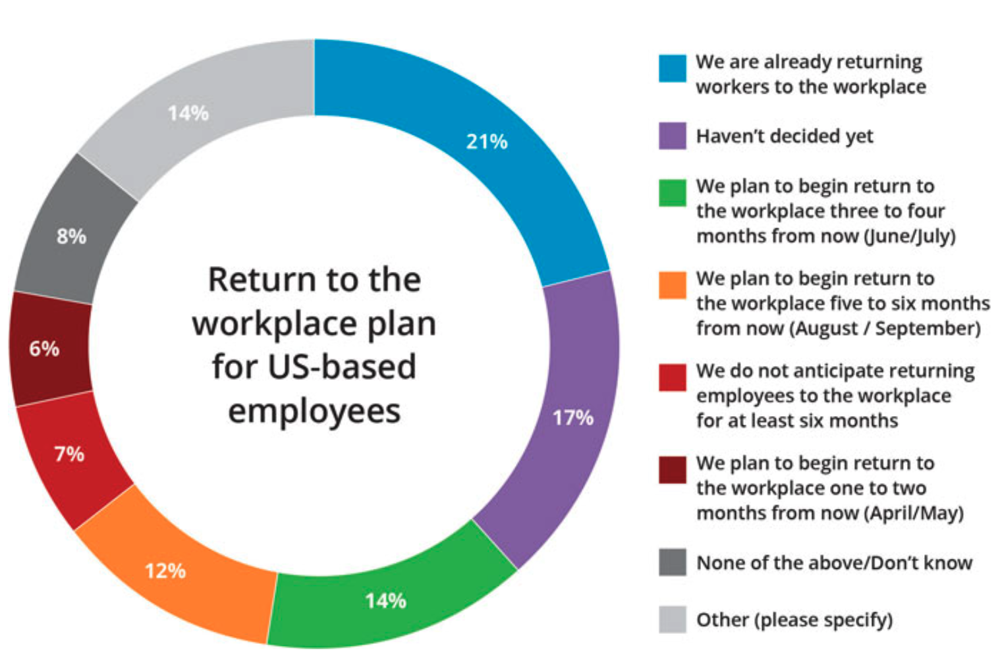 14%
21%
8%
6%
17%
7%
12%
14%
Return to the
workplace plan
for US-based
employees
We are already returning
workers to the workplace
Haven't decided yet
We plan to begin return to
the workplace three to four
months from now (June/July)
We plan to begin return to
the workplace five to six months
from now (August / September)
We do not anticipate returning
employees to the workplace
for at least six months
We plan to begin return to
the workplace one to two
months from now (April/May)
None of the above/Don't know
Other (please specify)